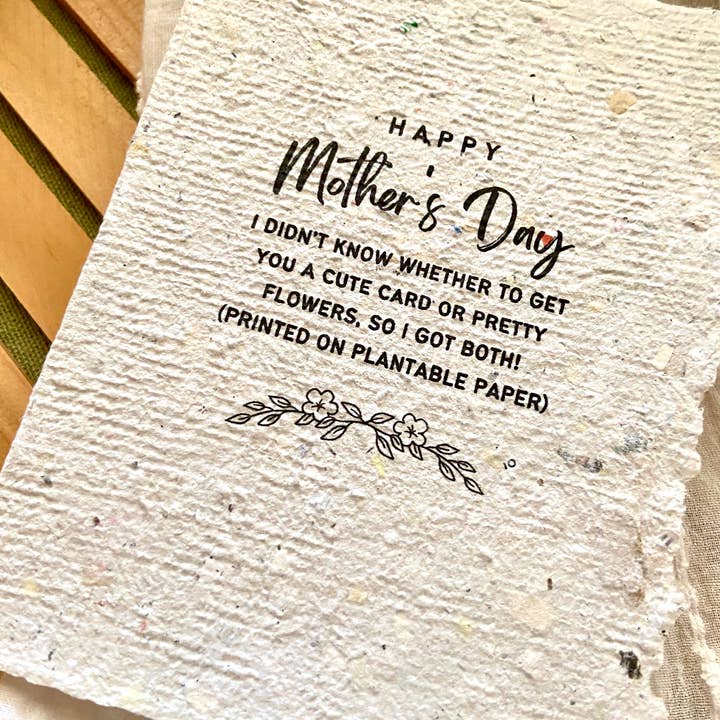 HAPPY
Mother's Day
I DIDN'T KNOW WHETHER TO GET
YOU A CUTE CARD OR PRETTY
FLOWERS, SO I GOT BOTH!
(PRINTED ON PLANTABLE PAPER)